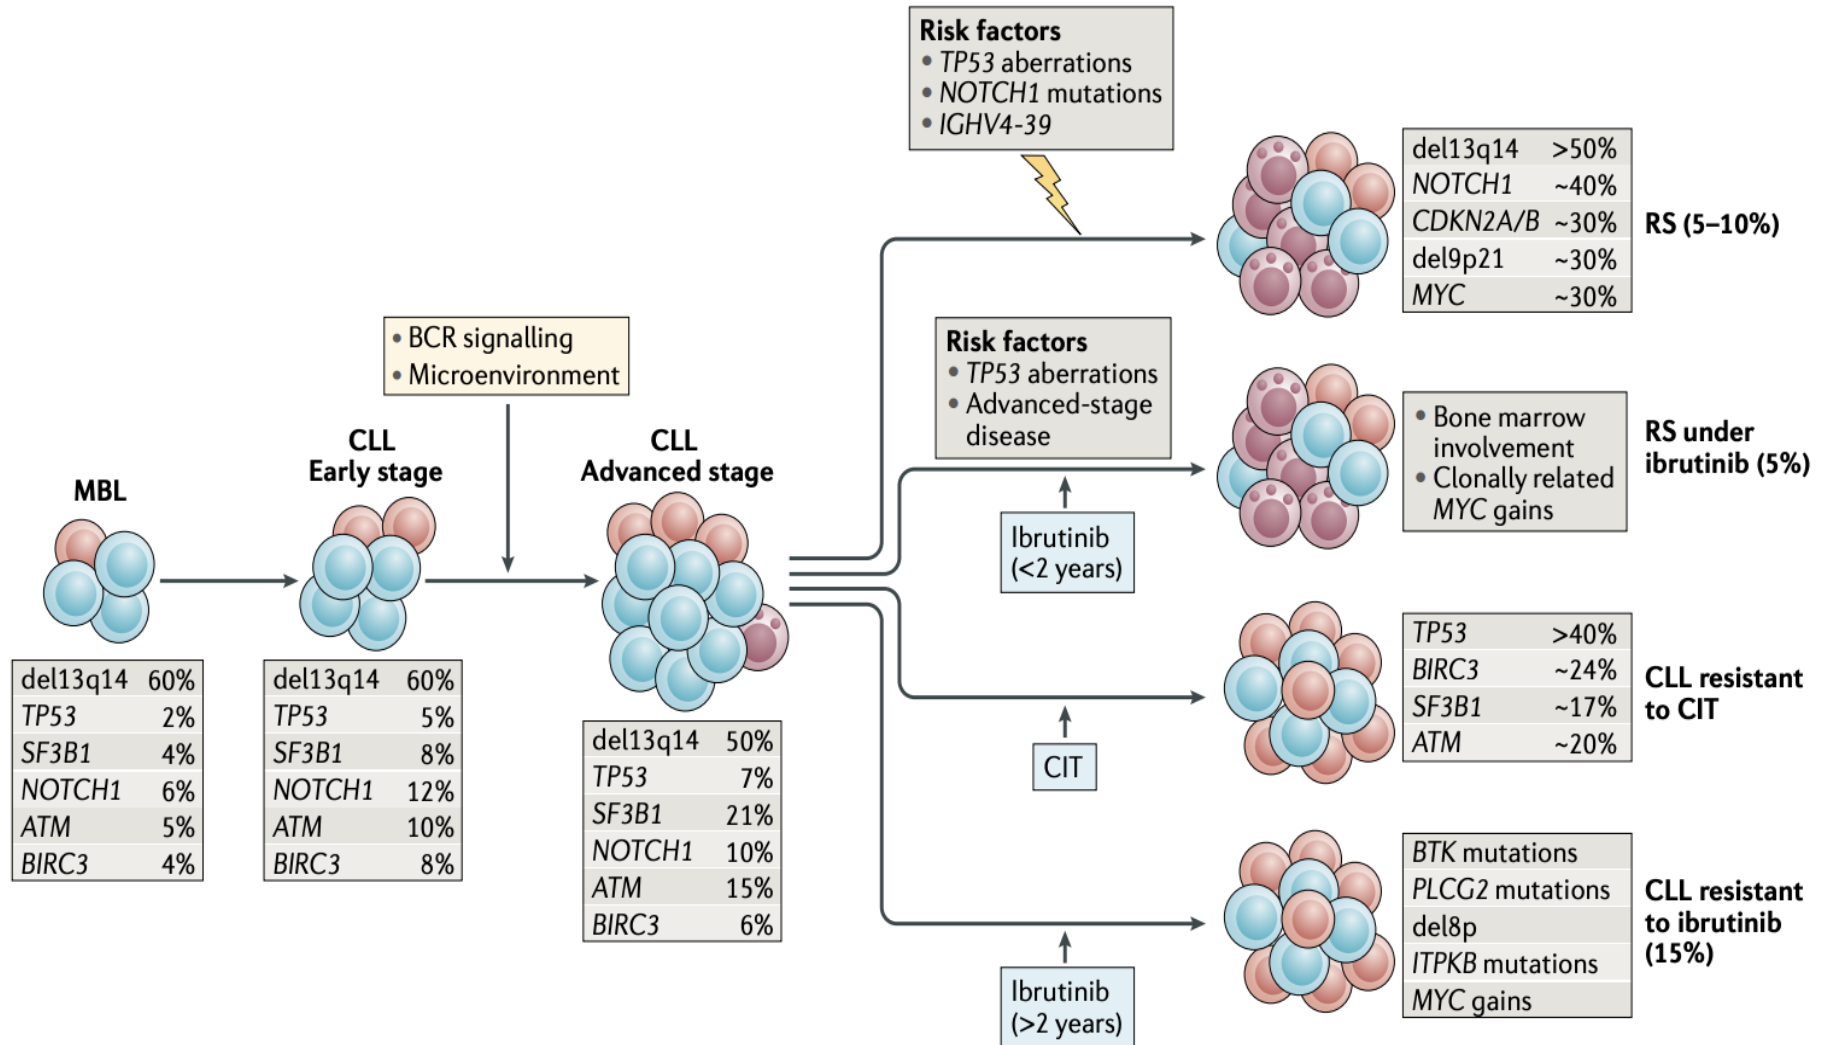 Risk factors
• TP53 aberrations
• NOTCH1 mutations
• IGHV4-39
del13q14 >50%
NOTCH1 ~40%
CDKN2A/B ~30%
del9p21 ~30%
MYC ~30%
RS (5–10%)
• BCR signalling
• Microenvironment
Risk factors
• TP53 aberrations
• Advanced-stage
disease
Ibrutinib
(<2 years)
• Bone marrow
involvement
• Clonally related
MYC gains
RS under
ibrutinib (5%)
MBL
del13q14 60%
TP53 2%
SF3B1 4%
NOTCH1 6%
ATM 5%
BIRC3 4%
CLL
Early stage
del13q14 60%
TP53 5%
SF3B1 8%
NOTCH1 12%
ATM 10%
BIRC3 8%
CLL
Advanced stage
del13q14 50%
TP53 7%
SF3B1 21%
NOTCH1 10%
ATM 15%
BIRC3 6%
CIT
TP53 >40%
BIRC3 ~24%
SF3B1 ~17%
ATM ~20%
CLL resistant
to CIT
Ibrutinib
(>2 years)
BTK mutations
PLCG2 mutations
del8p
ITPKB mutations
MYC gains
CLL resistant
to ibrutinib
(15%)